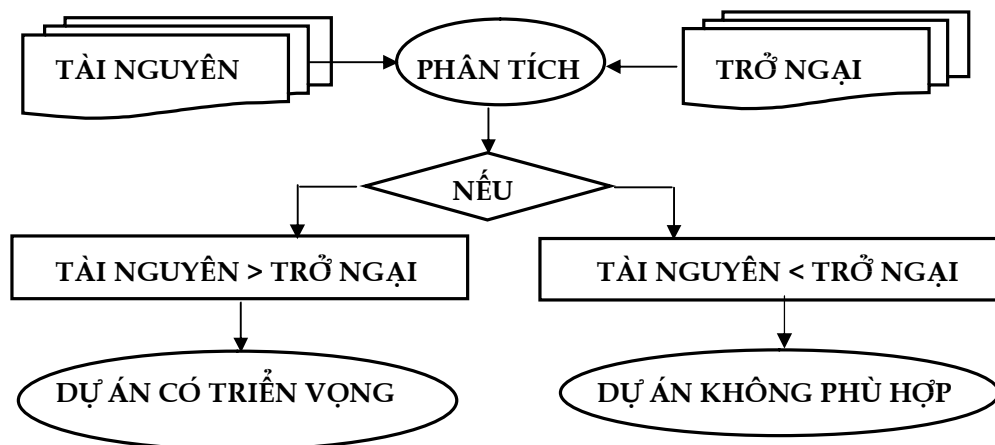 TÀI NGUYÊN
PHÂN TÍCH
TRỞ NGẠI
NẾU
TÀI NGUYÊN > TRỞ NGẠI
TÀI NGUYÊN < TRỞ NGẠI
DỰ ÁN CÓ TRIỂN VỌNG
DỰ ÁN KHÔNG PHÙ HỢP